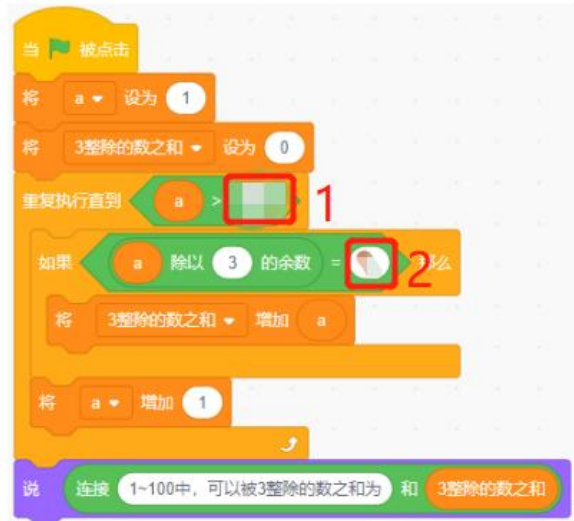 当 被点击
将 a 设为 1
将 3整除的数之和 设为 0
重复执行直到 a > 1
如果 a 除以 3 的余数 = 2 那么
将 3整除的数之和 增加 a
将 a 增加 1
说 连接 1~100中，可以被3整除的数之和为 和 3整除的数之和